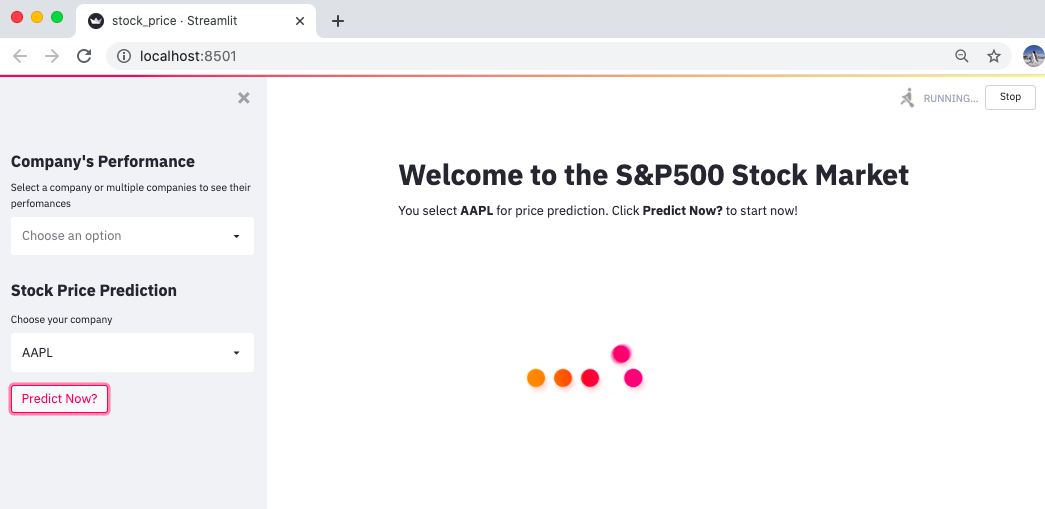 stock_price · Streamlit
localhost:8501
RUNNING...
Stop
Company's Performance
Select a company or multiple companies to see their
perfomances
Choose an option
Stock Price Prediction
Choose your company
AAPL
Predict Now?
Welcome to the S&P500 Stock Market
You select AAPL for price prediction. Click Predict Now? to start now!